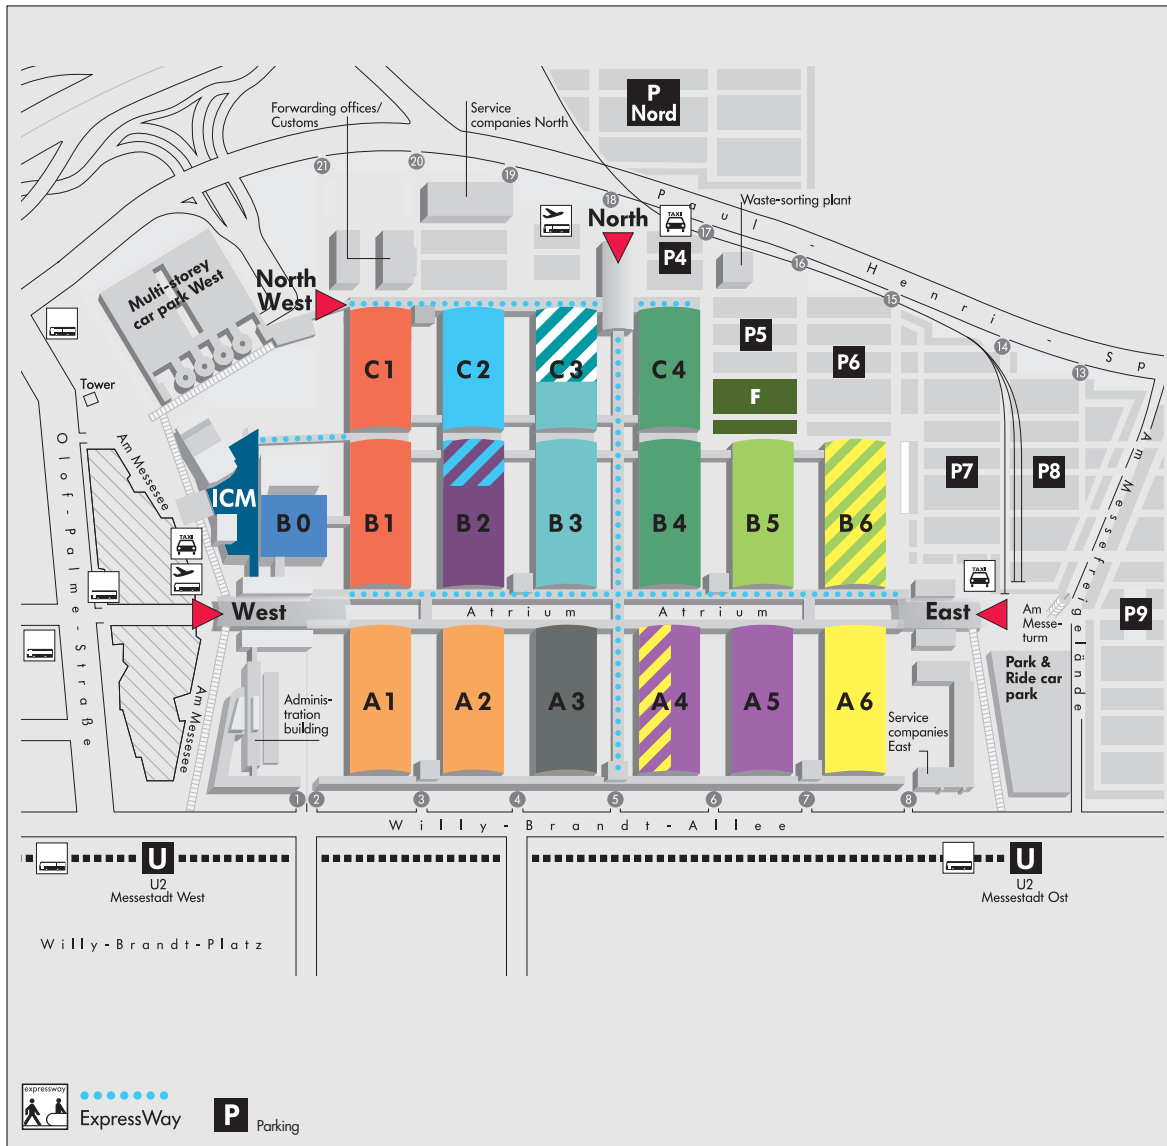 P
Nord
Forwarding offices/
Customs
Service
companies North
21
20
19
18
17
16
15
14
13
Paul-Henri-Sp
Waste-sorting plant
North
TAXI
P4
North
West
Multi-storey
car park West
P5
P6
C1
C2
C3
C4
F
Tower
Am Messesee
Olof-Palme-Straße
ICM
B0
B1
B2
B3
B4
B5
B6
P7
P8
Am Messefreigelände
TAXI
TAXI
West
Atrium
Atrium
East
Am
Messe-
turm
P9
Park &
Ride car
park
A1
A2
A3
A4
A5
A6
Adminis-
tration
building
Am Messesee
Service
companies
East
1
2
3
4
5
6
7
8
Willy-Brandt-Allee
U
U2
Messestadt West
U
U2
Messestadt Ost
Willy-Brandt-Platz
expressway
ExpressWay
P
Parking